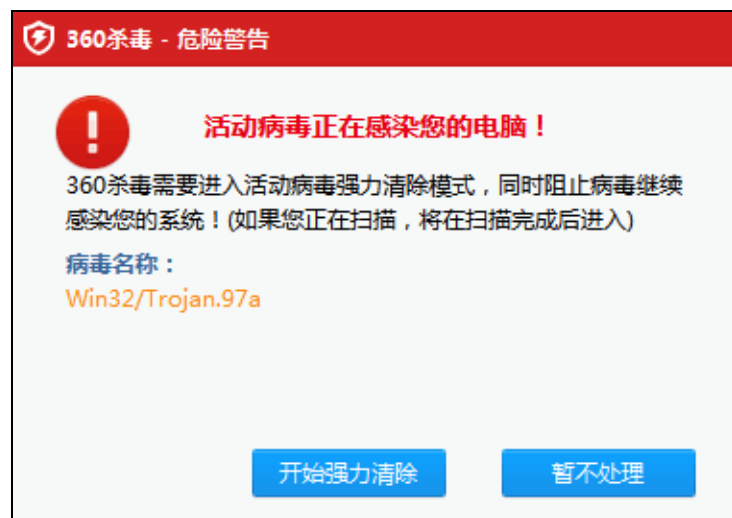 360杀毒 - 危险警告
活动病毒正在感染您的电脑！
360杀毒需要进入活动病毒强力清除模式，同时阻止病毒继续
感染您的系统！(如果您正在扫描，将在扫描完成后进入)
病毒名称：
Win32/Trojan.97a
开始强力清除
暂不处理